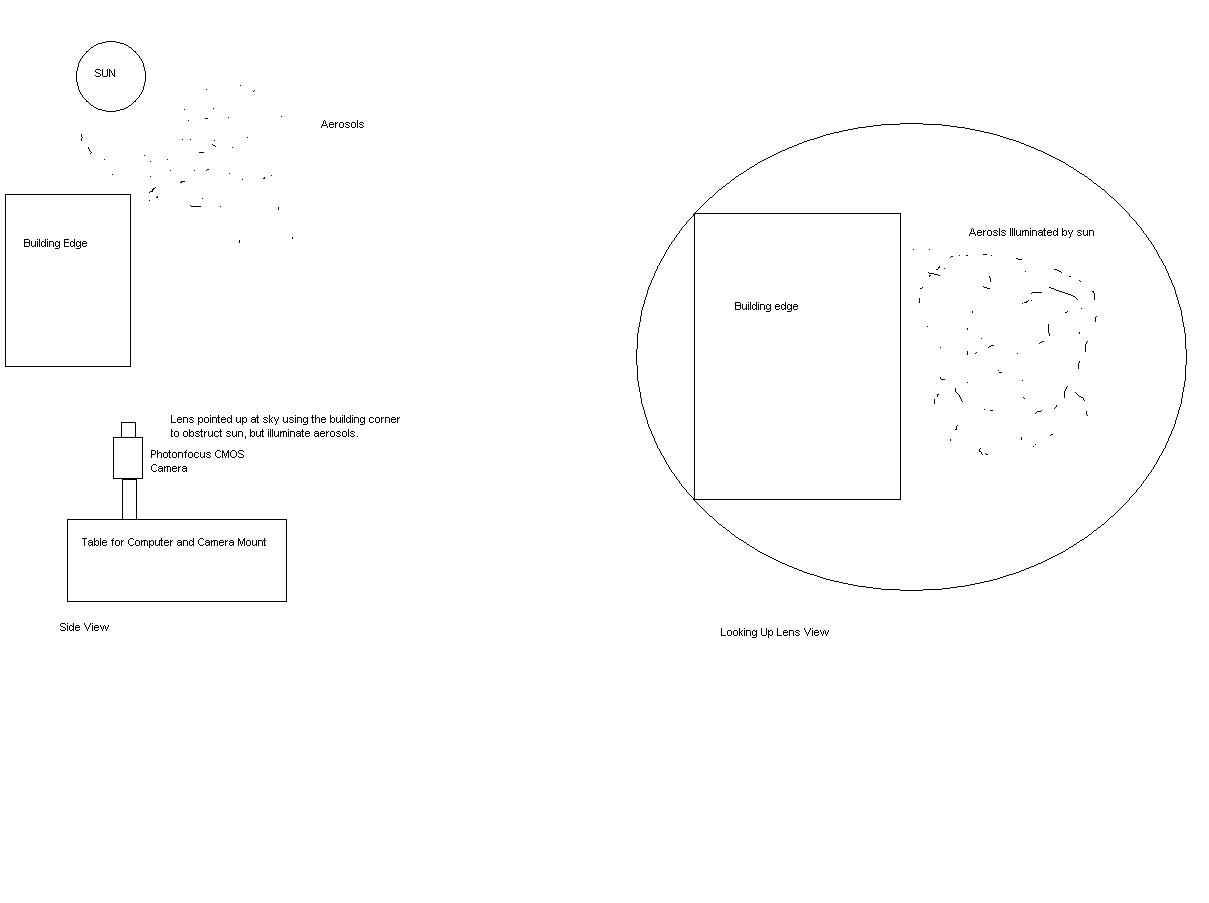 SUN
Aerosols
Building Edge
Lens pointed up at sky using the building corner
to obstruct sun, but illuminate aerosols.
Photonfocus CMOS
Camera
Table for Computer and Camera Mount
Side View
Aerosls Illuminated by sun
Building edge
Looking Up Lens View